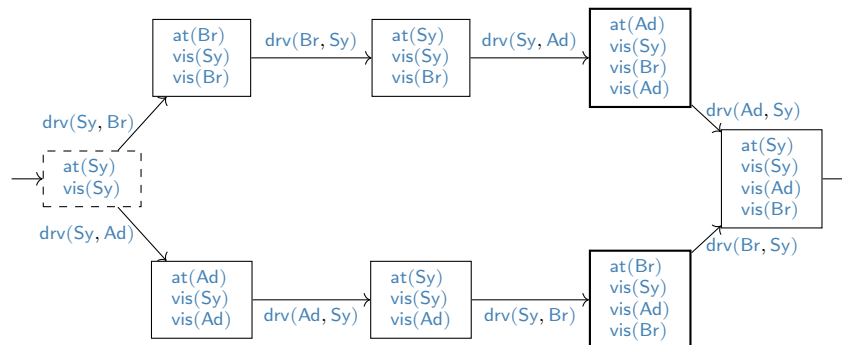 at(Br)
vis(Sy)
vis(Br)
drv(Br, Sy)
at(Sy)
vis(Sy)
vis(Br)
drv(Sy, Ad)
at(Ad)
vis(Sy)
vis(Br)
vis(Ad)
drv(Sy, Br)
drv(Ad, Sy)
at(Sy)
vis(Sy)
at(Sy)
vis(Sy)
vis(Ad)
vis(Br)
drv(Sy, Ad)
drv(Br, Sy)
at(Ad)
vis(Sy)
vis(Ad)
drv(Ad, Sy)
at(Sy)
vis(Sy)
vis(Ad)
drv(Sy, Br)
at(Br)
vis(Sy)
vis(Ad)
vis(Br)